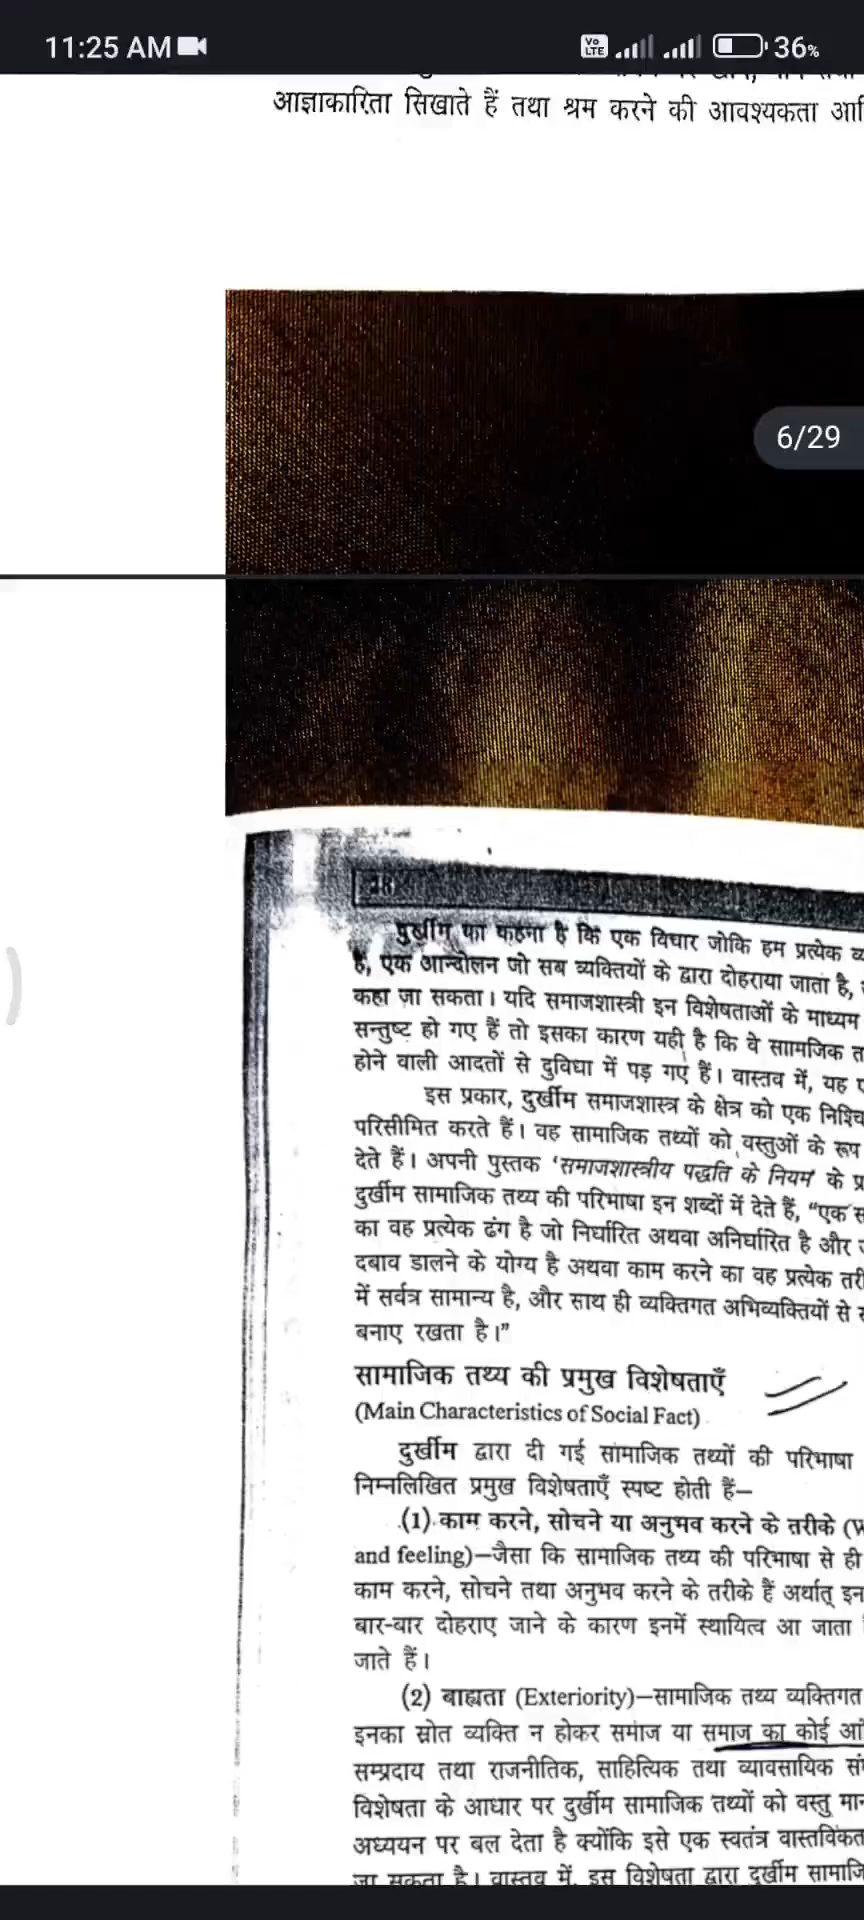 11:25 AM
Vo LTE
36%
आज्ञाकारिता सिखाते हैं तथा श्रम करने की आवश्यकता
6/29
18
दुर्खीम का कहना है कि एक विचार जोकि हम प्रत्येक
है, एक आन्दोलन जो सब व्यक्तियों के द्वारा दोहराया जाता है,
कहा जा सकता। यदि समाजशास्त्री इन विशेषताओं के माध्यम
सन्तुष्ट हो गए हैं तो इसका कारण यही है कि वे साामजिक
होने वाली आदतों से दुविधा में पड़ गए हैं। वास्तव में, यह
इस प्रकार, दुर्खीम समाजशास्त्र के क्षेत्र को एक
परिसीमित करते हैं। वह सामाजिक तथ्यों को वस्तुओं के रूप
देते हैं। अपनी पुस्तक ‘समाजशास्त्रीय पद्धति के नियम’ के
दुर्खीम सामाजिक तथ्य की परिभाषा इन शब्दों में देते हैं, “एक
का वह प्रत्येक ढंग है जो निर्धारित अथवा अनिर्धारित है और
दबाव डालने के योग्य है अथवा काम करने का वह प्रत्येक
में सर्वत्र सामान्य है, और साथ ही व्यक्तिगत अभिव्यक्तियों से
बनाए रखता है।”
सामाजिक तथ्य की प्रमुख विशेषताएँ
(Main Characteristics of Social Fact)
दुर्खीम द्वारा दी गई सामाजिक तथ्यों की परिभाषा
निम्नलिखित प्रमुख विशेषताएँ स्पष्ट होती हैं–
(1) काम करने, सोचने या अनुभव करने के तरीके
and feeling)–जैसा कि सामाजिक तथ्य की परिभाषा से ही
काम करने, सोचने तथा अनुभव करने के तरीके हैं अर्थात् इन
बार-बार दोहराए जाने के कारण इनमें स्थायित्व आ जाता
जाते हैं।
(2) बाह्यता (Exteriority)–सामाजिक तथ्य व्यक्तिगत
इनका स्रोत व्यक्ति न होकर समाज या समाज का कोई
सम्प्रदाय तथा राजनीतिक, साहित्यिक तथा व्यावसायिक
विशेषता के आधार पर दुर्खीम सामाजिक तथ्यों को वस्तु
अध्ययन पर बल देता है क्योंकि इसे एक स्वतंत्र
जा सकता है। वास्तव में, इस विशेषता द्वारा दुर्खीम